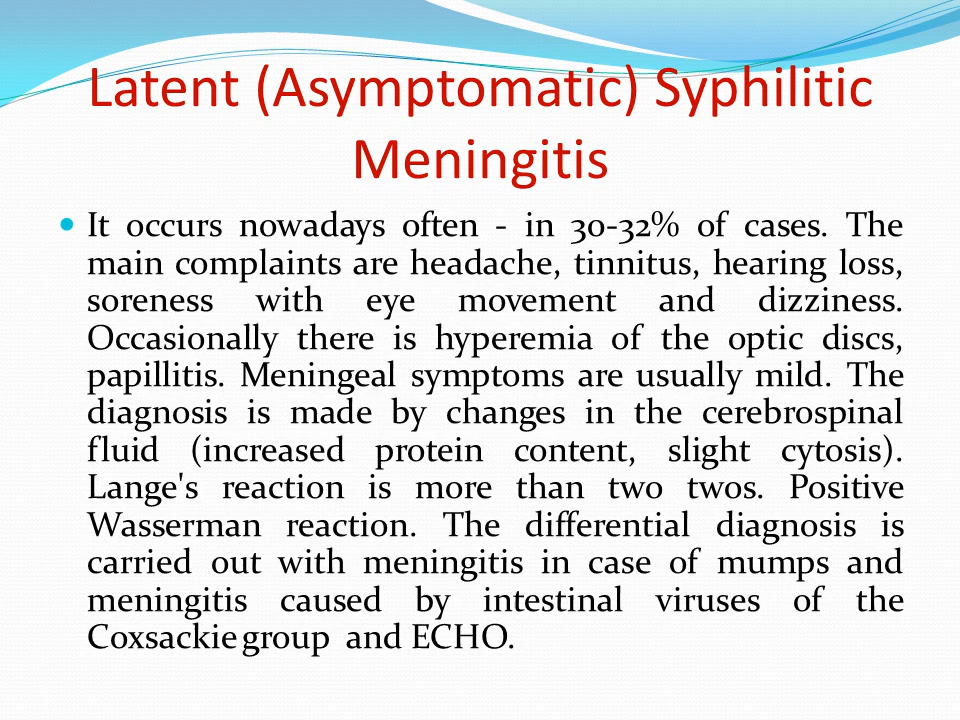 Latent (Asymptomatic) Syphilitic
Meningitis
It occurs nowadays often - in 30-32% of cases. The
main complaints are headache, tinnitus, hearing loss,
soreness with eye movement and dizziness.
Occasionally there is hyperemia of the optic discs,
papillitis. Meningeal symptoms are usually mild. The
diagnosis is made by changes in the cerebrospinal
fluid (increased protein content, slight cytosis).
Lange's reaction is more than two twos. Positive
Wasserman reaction. The differential diagnosis is
carried out with meningitis in case of mumps and
meningitis caused by intestinal viruses of the
Coxsackie group and ECHO.